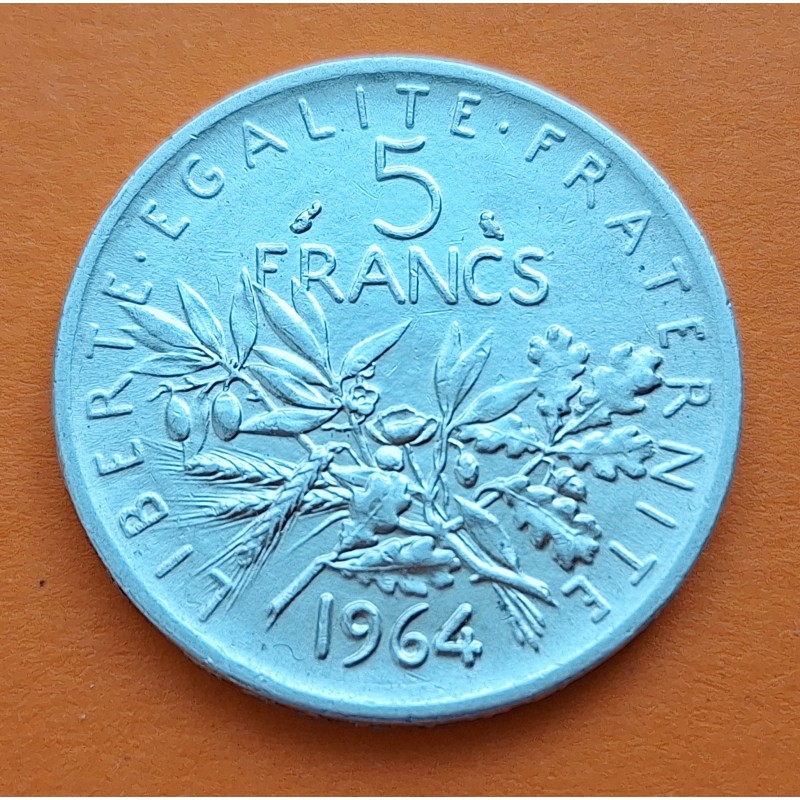 LIBERTE · EGALITE · FRATERNITE
5
FRANCS
1964